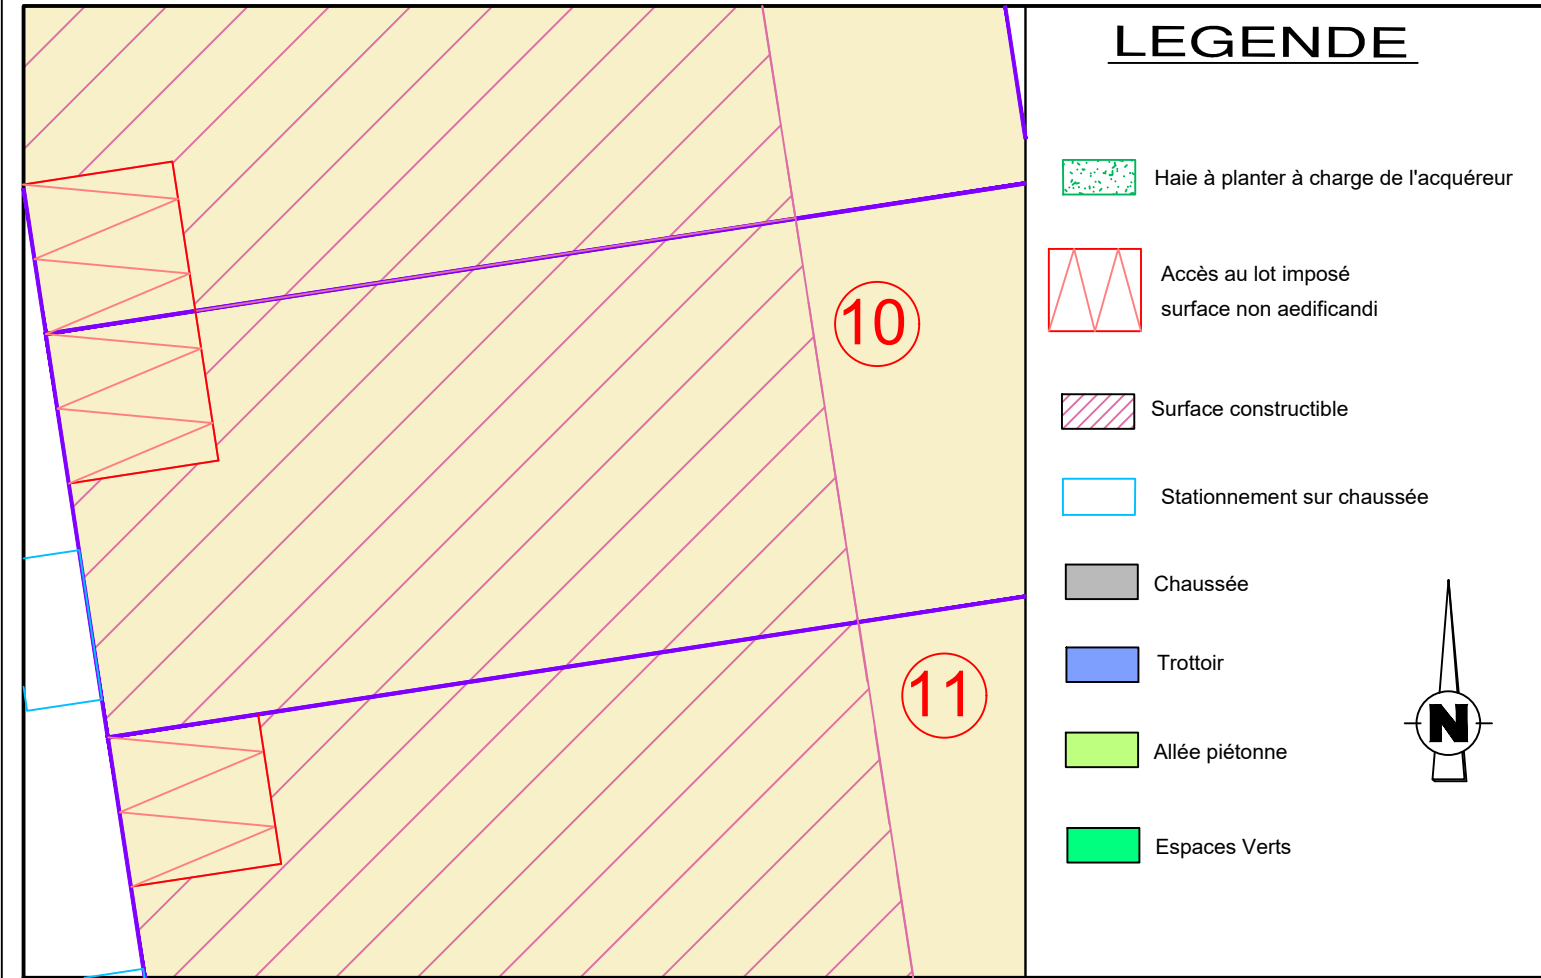 LEGENDE
Haie à planter à charge de l'acquéreur
Accès au lot imposé
surface non aedificandi
Surface constructible
Stationnement sur chaussée
Chaussée
Trottoir
Allée piétonne
Espaces Verts
N
10
11